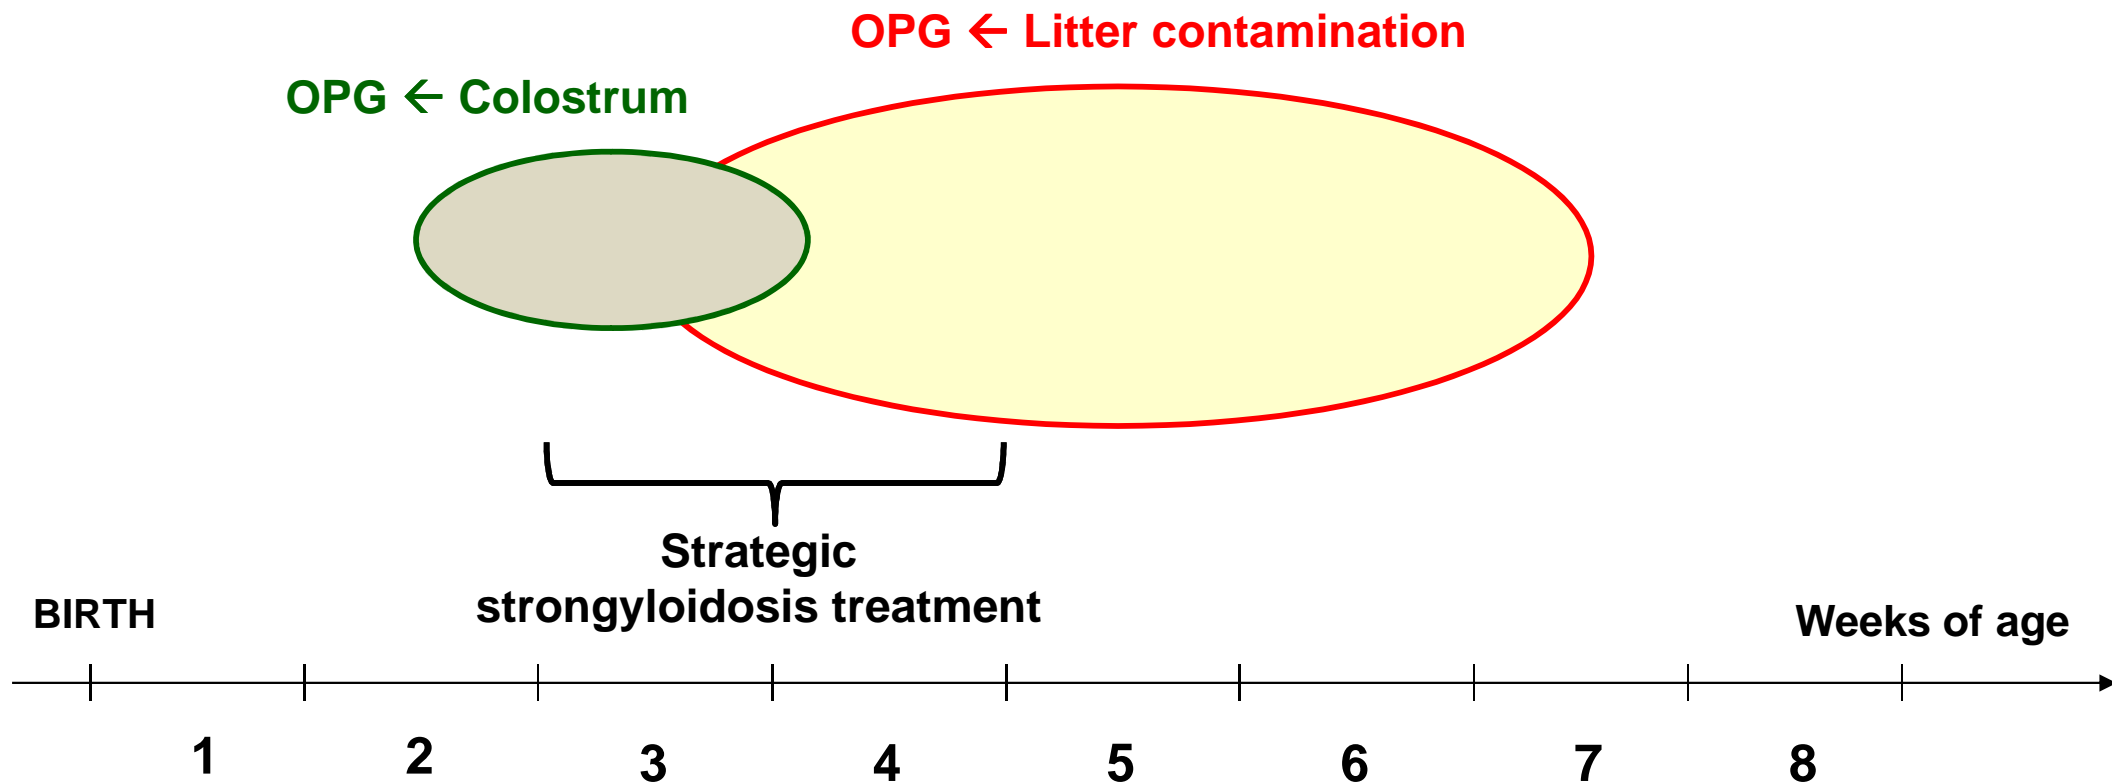 OPG ← Litter contamination
OPG ← Colostrum
Strategic
strongyloidosis treatment
BIRTH
Weeks of age
1 2 3 4 5 6 7 8